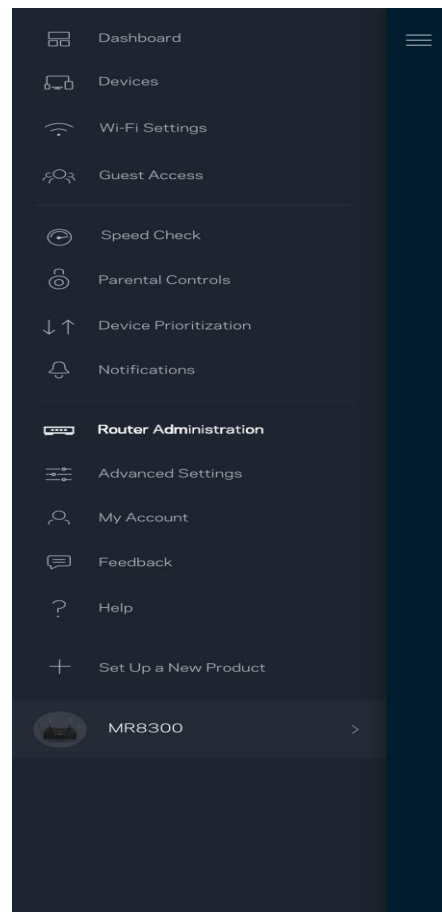 Dashboard
Devices
Wi-Fi Settings
Guest Access
Speed Check
Parental Controls
Device Prioritization
Notifications
Router Administration
Advanced Settings
My Account
Feedback
Help
Set Up a New Product
MR8300